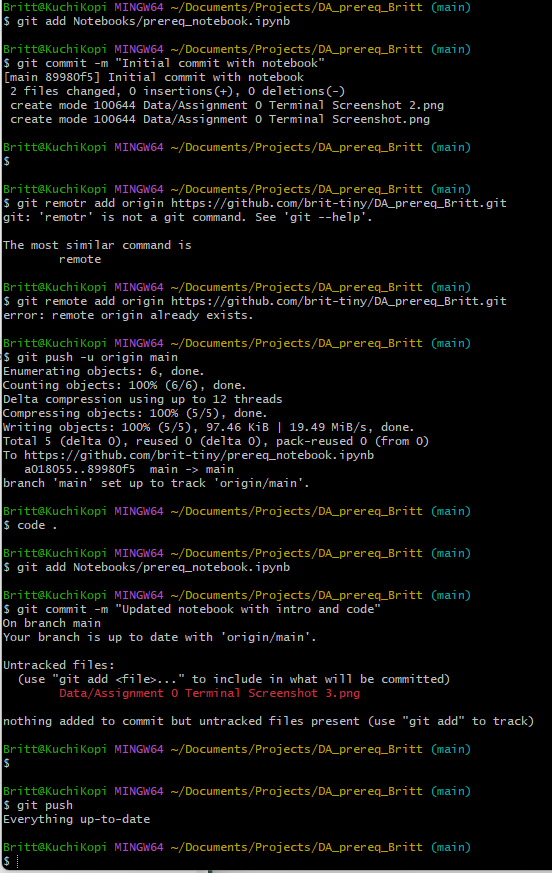 Britt@KuchiKopi MINGW64 ~/Documents/Projects/DA_prereq_Britt (main)
$ git add Notebooks/prereq_notebook.ipynb

Britt@KuchiKopi MINGW64 ~/Documents/Projects/DA_prereq_Britt (main)
$ git commit -m "Initial commit with notebook"
[main 89980f5] Initial commit with notebook
 2 files changed, 0 insertions(+), 0 deletions(-)
 create mode 100644 Data/Assignment 0 Terminal Screenshot 2.png
 create mode 100644 Data/Assignment 0 Terminal Screenshot.png

Britt@KuchiKopi MINGW64 ~/Documents/Projects/DA_prereq_Britt (main)
$

Britt@KuchiKopi MINGW64 ~/Documents/Projects/DA_prereq_Britt (main)
$ git remotr add origin https://github.com/brit-tiny/DA_prereq_Britt.git
git: 'remotr' is not a git command. See 'git --help'.

The most similar command is
        remote

Britt@KuchiKopi MINGW64 ~/Documents/Projects/DA_prereq_Britt (main)
$ git remote add origin https://github.com/brit-tiny/DA_prereq_Britt.git
error: remote origin already exists.

Britt@KuchiKopi MINGW64 ~/Documents/Projects/DA_prereq_Britt (main)
$ git push -u origin main
Enumerating objects: 6, done.
Counting objects: 100% (6/6), done.
Delta compression using up to 12 threads
Compressing objects: 100% (5/5), done.
Writing objects: 100% (5/5), 97.46 KiB | 19.49 MiB/s, done.
Total 5 (delta 0), reused 0 (delta 0), pack-reused 0 (from 0)
To https://github.com/brit-tiny/prereq_notebook.ipynb
   a018055..89980f5  main -> main
branch 'main' set up to track 'origin/main'.

Britt@KuchiKopi MINGW64 ~/Documents/Projects/DA_prereq_Britt (main)
$ code .

Britt@KuchiKopi MINGW64 ~/Documents/Projects/DA_prereq_Britt (main)
$ git add Notebooks/prereq_notebook.ipynb

Britt@KuchiKopi MINGW64 ~/Documents/Projects/DA_prereq_Britt (main)
$ git commit -m "Updated notebook with intro and code"
On branch main
Your branch is up to date with 'origin/main'.

Untracked files:
  (use "git add <file>..." to include in what will be committed)
        Data/Assignment 0 Terminal Screenshot 3.png

nothing added to commit but untracked files present (use "git add" to track)

Britt@KuchiKopi MINGW64 ~/Documents/Projects/DA_prereq_Britt (main)
$

Britt@KuchiKopi MINGW64 ~/Documents/Projects/DA_prereq_Britt (main)
$ git push
Everything up-to-date

Britt@KuchiKopi MINGW64 ~/Documents/Projects/DA_prereq_Britt (main)
$